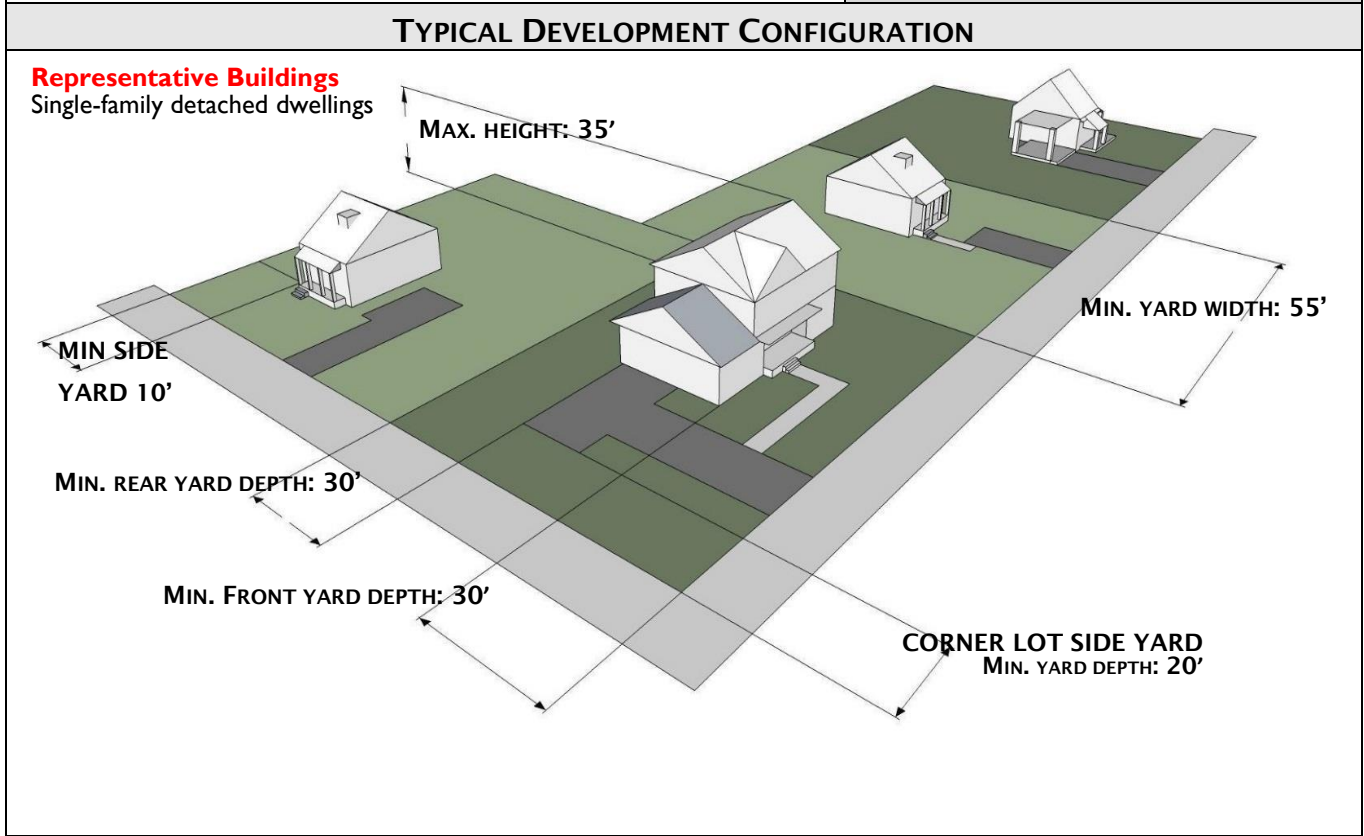 TYPICAL DEVELOPMENT CONFIGURATION
Representative Buildings
Single-family detached dwellings
MAX. HEIGHT: 35’
MIN. YARD WIDTH: 55’
MIN SIDE
YARD 10’
MIN. REAR YARD DEPTH: 30’
MIN. FRONT YARD DEPTH: 30’
CORNER LOT SIDE YARD
MIN. YARD DEPTH: 20’